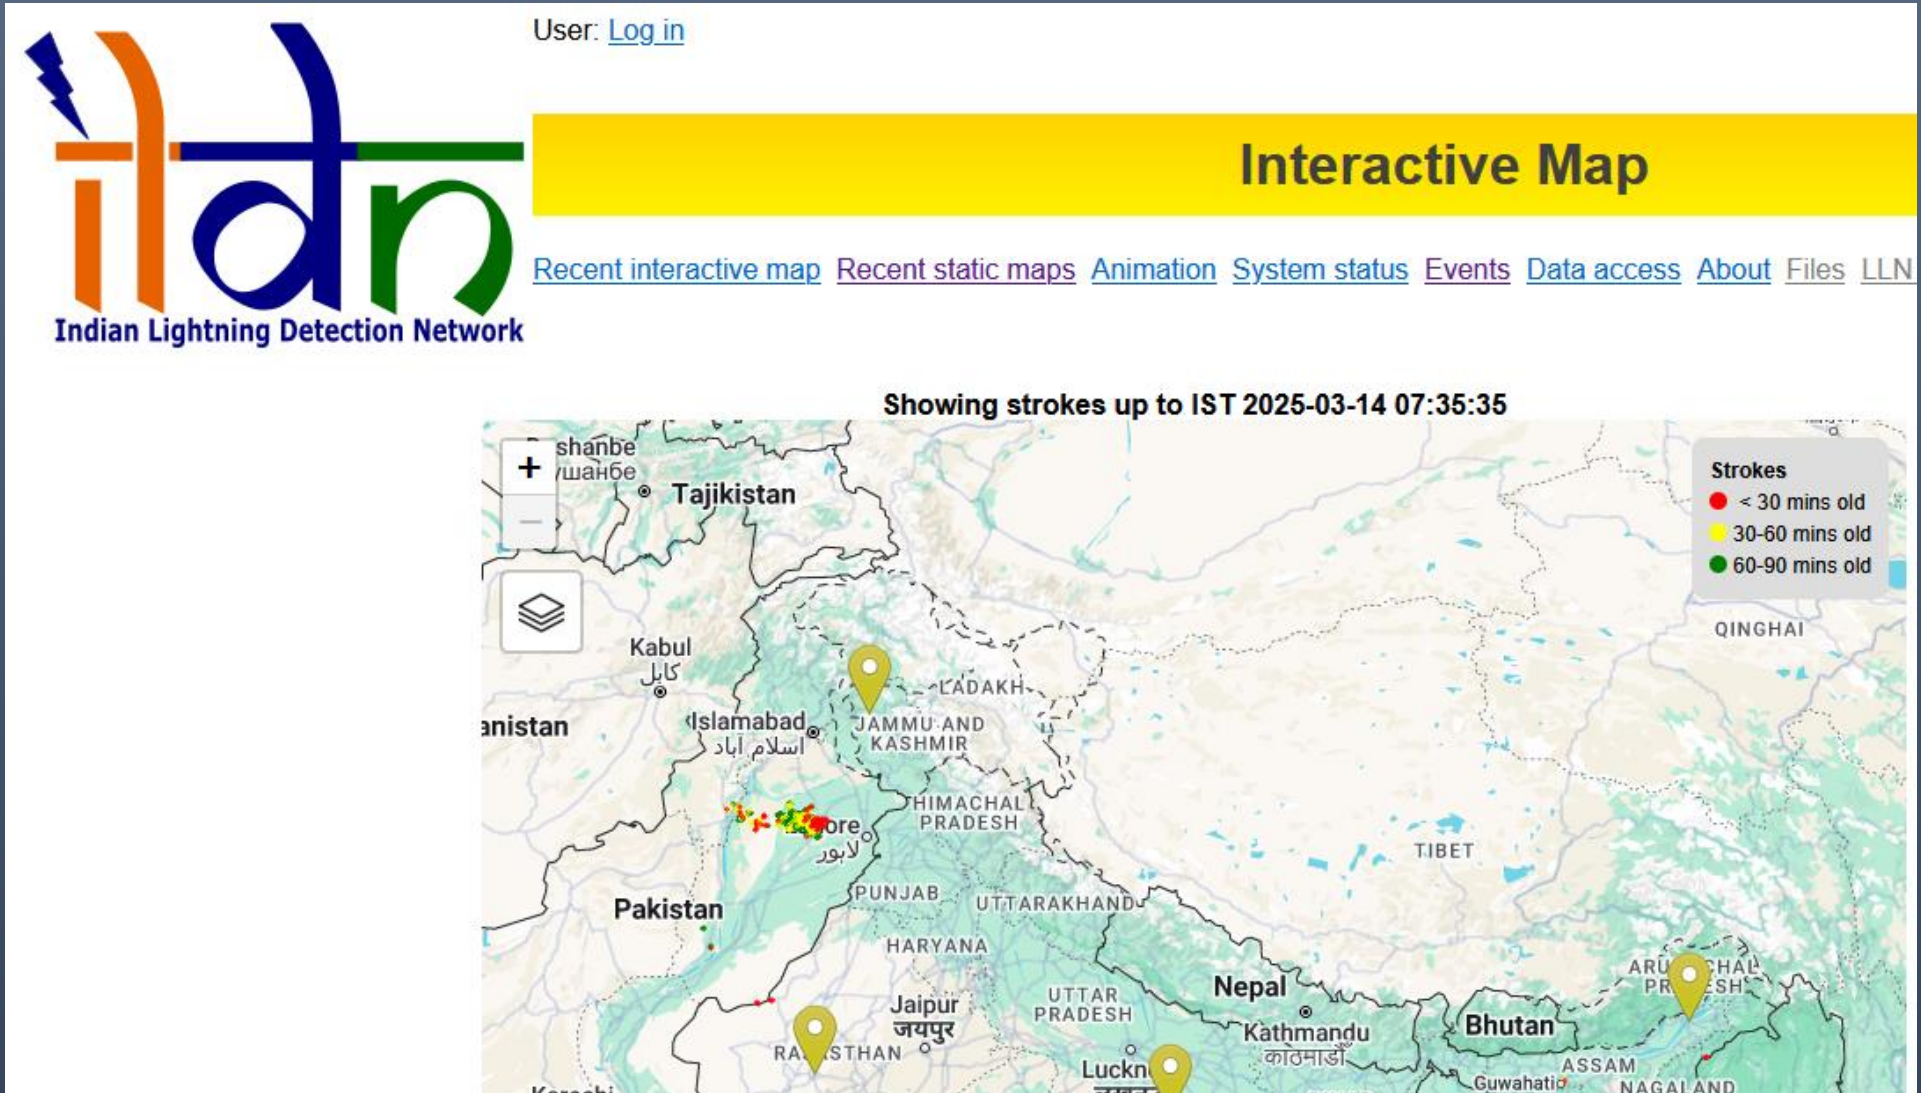 User: Log in
ildn
Indian Lightning Detection Network
Interactive Map
Recent interactive map Recent static maps Animation System status Events Data access About Files LLN
Showing strokes up to IST 2025-03-14 07:35:35
+
shanbe
ушанбе
Tajikistan
−
Strokes
< 30 mins old
30-60 mins old
60-90 mins old
QINGHAI
Kabul
کابل
LADAKH
anistan
Islamabad
اسلام آباد
JAMMU AND
KASHMIR
HIMACHAL
PRADESH
ore
لاہور
TIBET
PUNJAB
UTTARAKHAND
Pakistan
HARYANA
Nepal
UTTAR
PRADESH
Jaipur
जयपुर
Kathmandu
काठमाडौं
Bhutan
ASSAM
Guwahati
NAGALAND